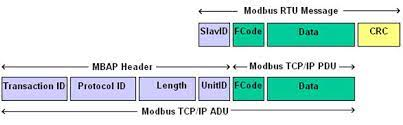 Modbus RTU Message
SlavID FCode Data CRC
MBAP Header Modbus TCP/IP PDU
Transaction ID Protocol ID Length UnitID FCode Data
Modbus TCP/IP ADU